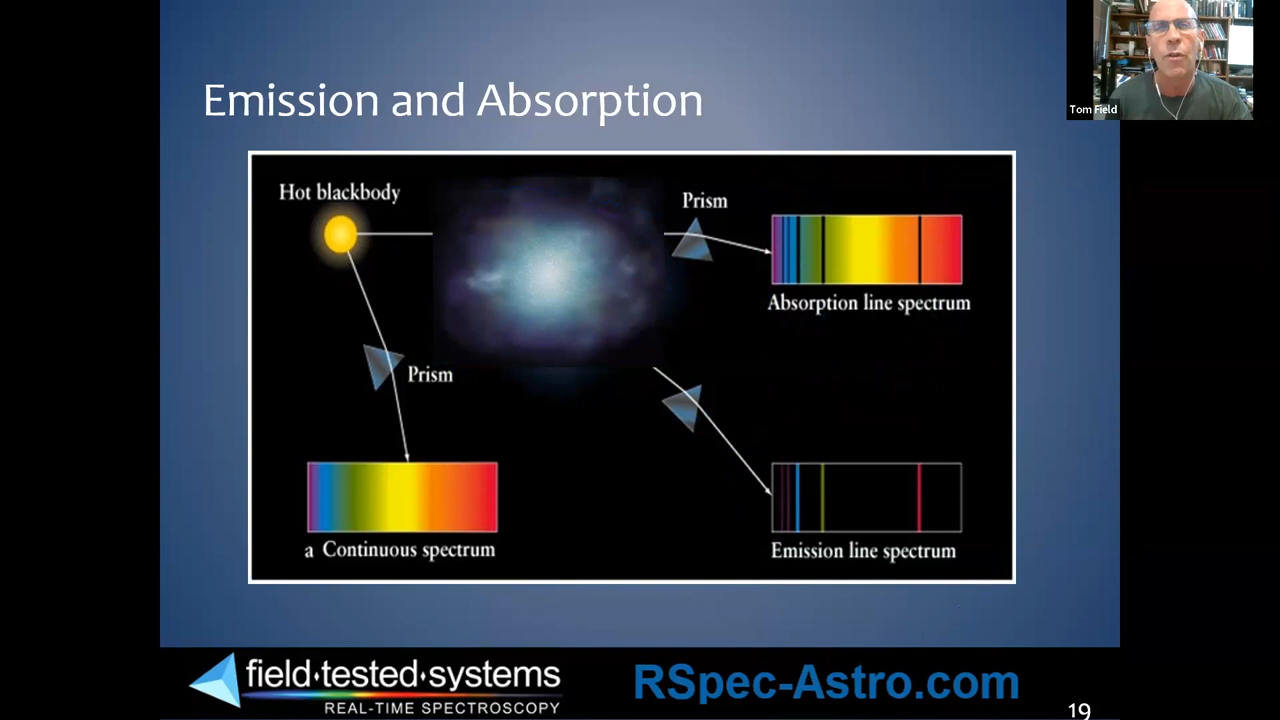 Emission and Absorption
Tom Field
Hot blackbody
Prism
Absorption line spectrum
Prism
a Continuous spectrum
Emission line spectrum
field·tested·systems
REAL-TIME SPECTROSCOPY
RSpec-Astro.com
19